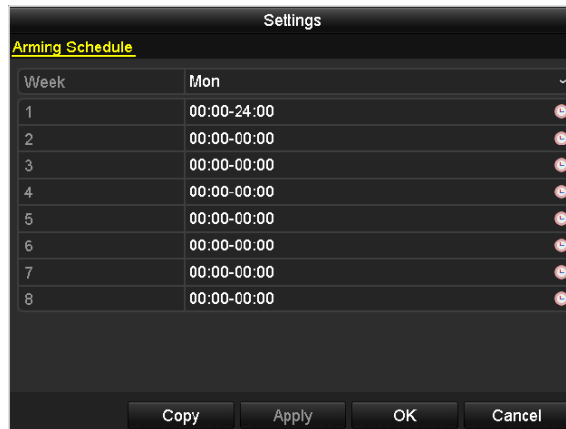 Settings
Arming Schedule
Week Mon
1 00:00-24:00
2 00:00-00:00
3 00:00-00:00
4 00:00-00:00
5 00:00-00:00
6 00:00-00:00
7 00:00-00:00
8 00:00-00:00
Copy Apply OK Cancel